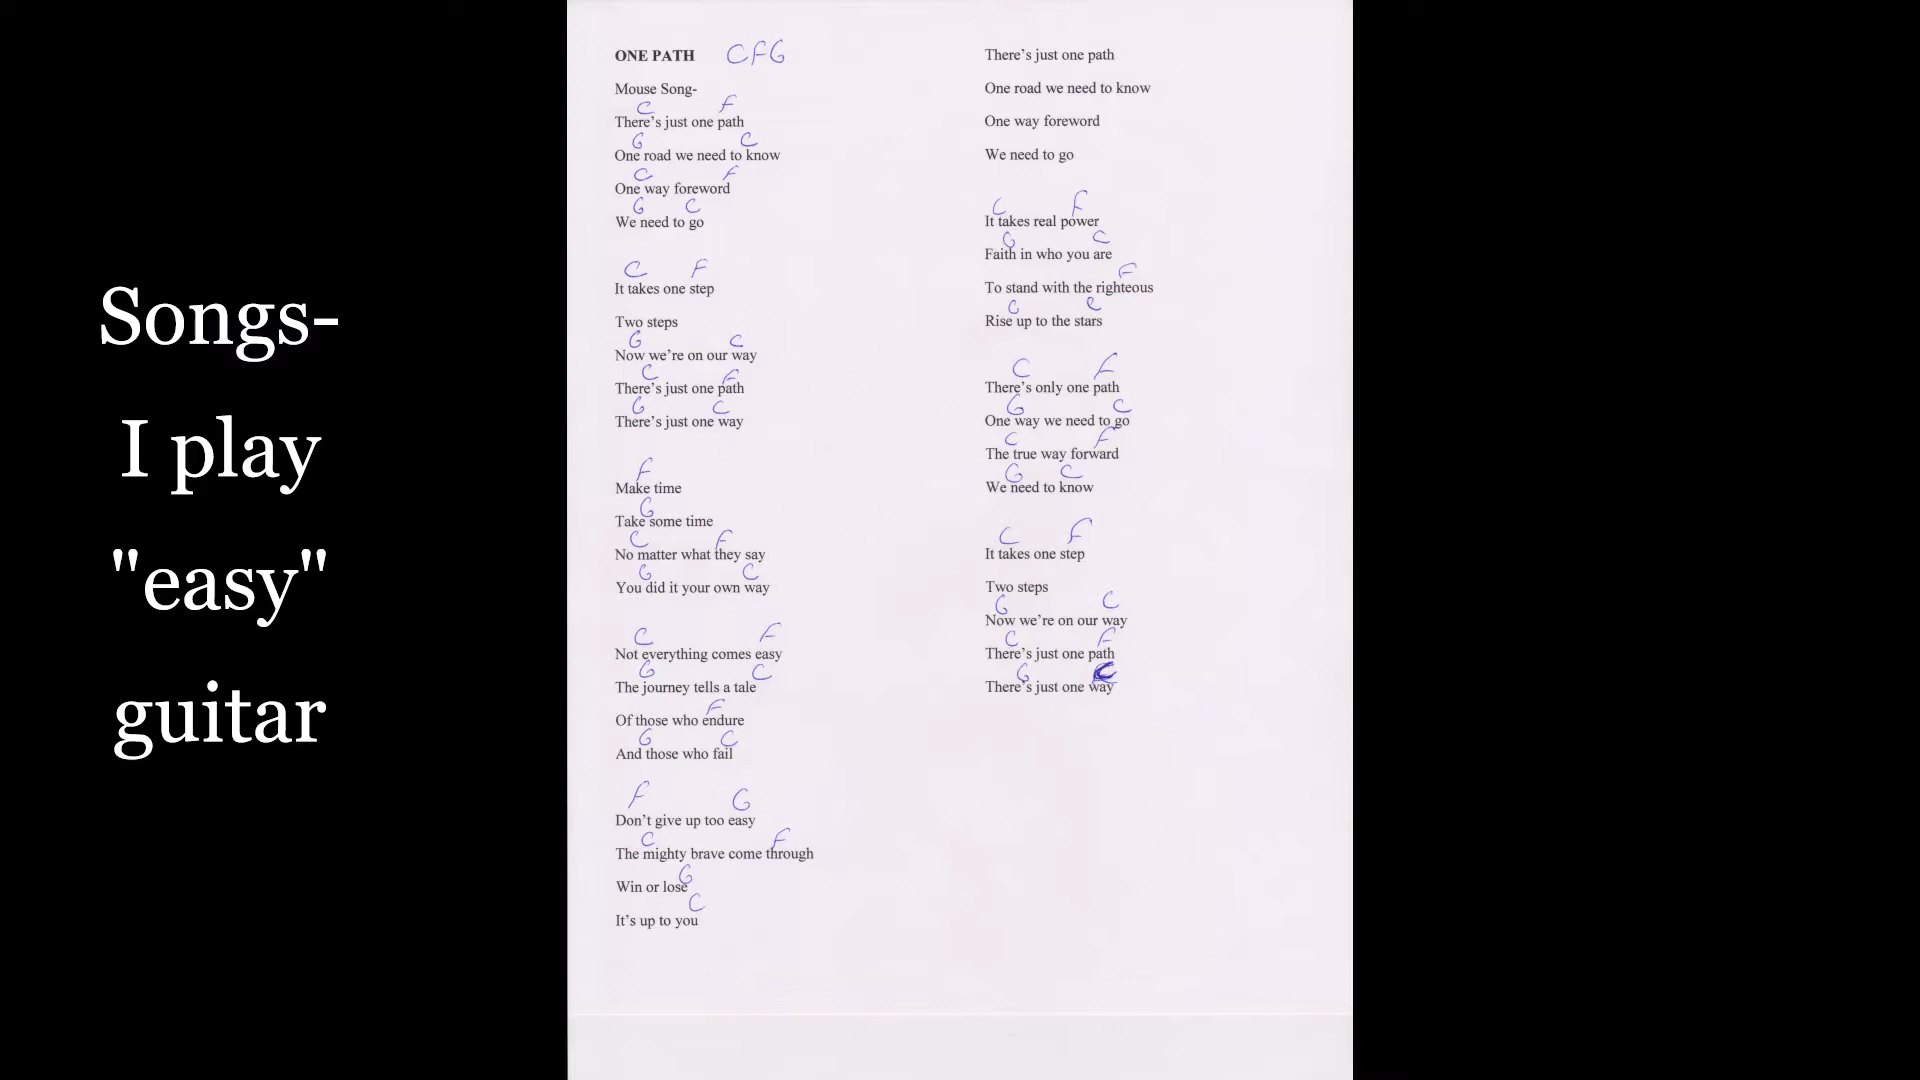 Songs-
I play
"easy"
guitar
ONE PATH C F G
Mouse Song-
C F
There's just one path
G C
One road we need to know
C F
One way foreword
G C
We need to go
C F
It takes one step
Two steps
G C
Now we're on our way
C F
There's just one path
G C
There's just one way
F
Make time
G
Take some time
C F
No matter what they say
G C
You did it your own way
C F
Not everything comes easy
G C
The journey tells a tale
F
Of those who endure
G C
And those who fail
F G
Don't give up too easy
C F
The mighty brave come through
G
Win or lose
C
It's up to you
There's just one path
One road we need to know
One way foreword
We need to go
C F
It takes real power
G C
Faith in who you are
F
To stand with the righteous
G C
Rise up to the stars
C F
There's only one path
G C
One way we need to go
C F
The true way forward
G C
We need to know
C F
It takes one step
Two steps
G C
Now we're on our way
C F
There's just one path
G C
There's just one way